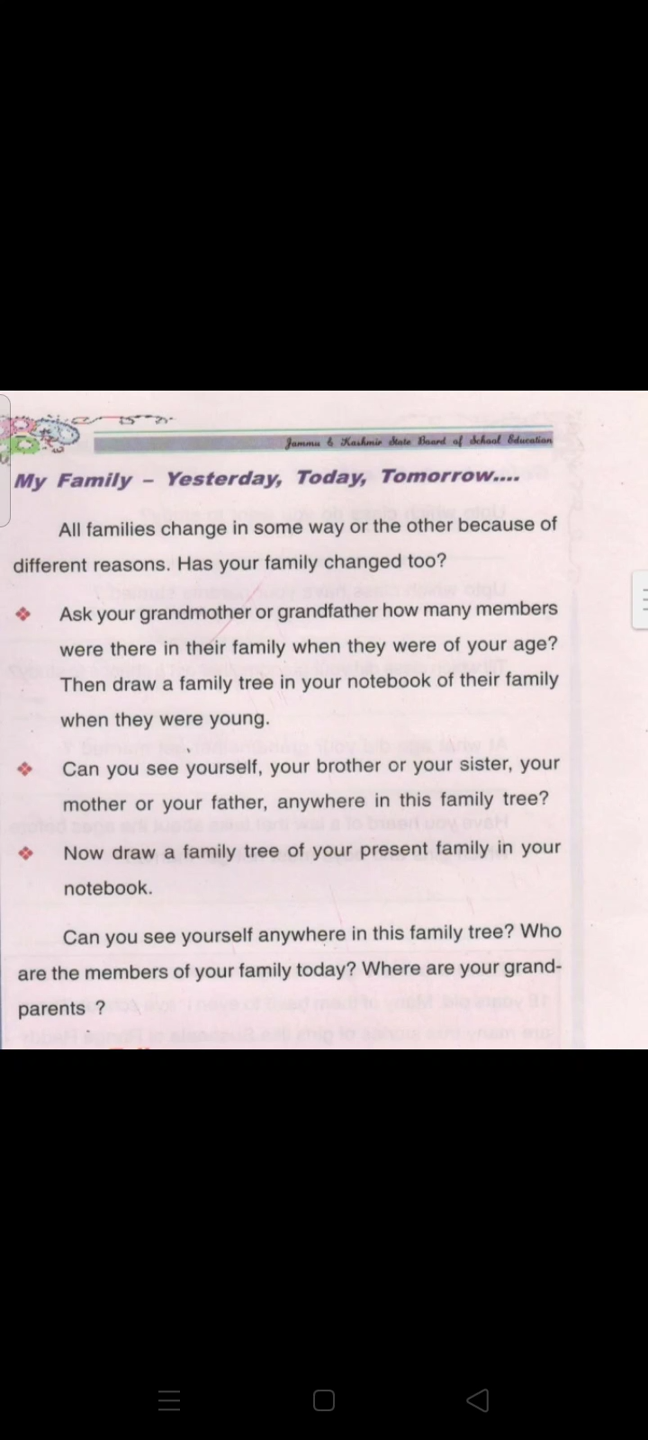 Jammu & Kashmir State Board of School Education
My Family – Yesterday, Today, Tomorrow....
All families change in some way or the other because of
different reasons. Has your family changed too?
Ask your grandmother or grandfather how many members
were there in their family when they were of your age?
Then draw a family tree in your notebook of their family
when they were young.
Can you see yourself, your brother or your sister, your
mother or your father, anywhere in this family tree?
Now draw a family tree of your present family in your
notebook.
Can you see yourself anywhere in this family tree? Who
are the members of your family today? Where are your grand-
parents ?